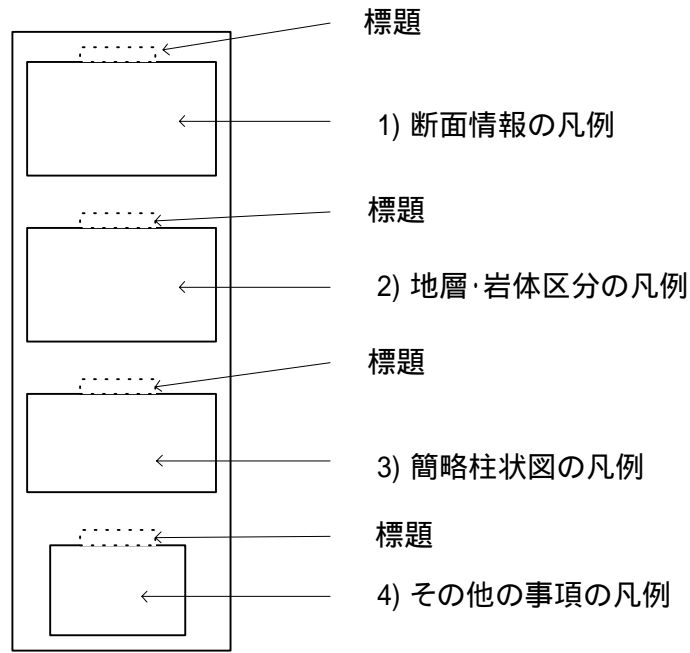 標題
1) 断面情報の凡例
標題
2) 地層・岩体区分の凡例
標題
3) 簡略柱状図の凡例
標題
4) その他の事項の凡例